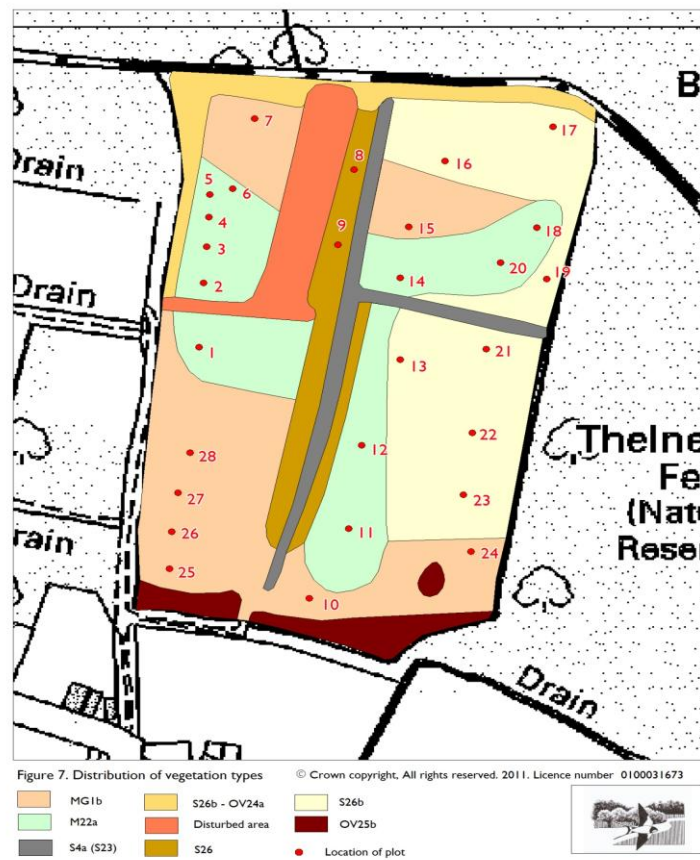 B
7
17
8
16
5
6
4
15
18
9
3
20
19
2
14
1
21
13
12
22
28
27
23
11
26
24
25
10
Drain
Drain
rain
Thelne
Fe
(Natu
Reser
Drain
Figure 7. Distribution of vegetation types © Crown copyright, All rights reserved. 2011. Licence number 0100031673
MG1b S26b - OV24a S26b
M22a Disturbed area OV25b
S4a (S23) S26 Location of plot